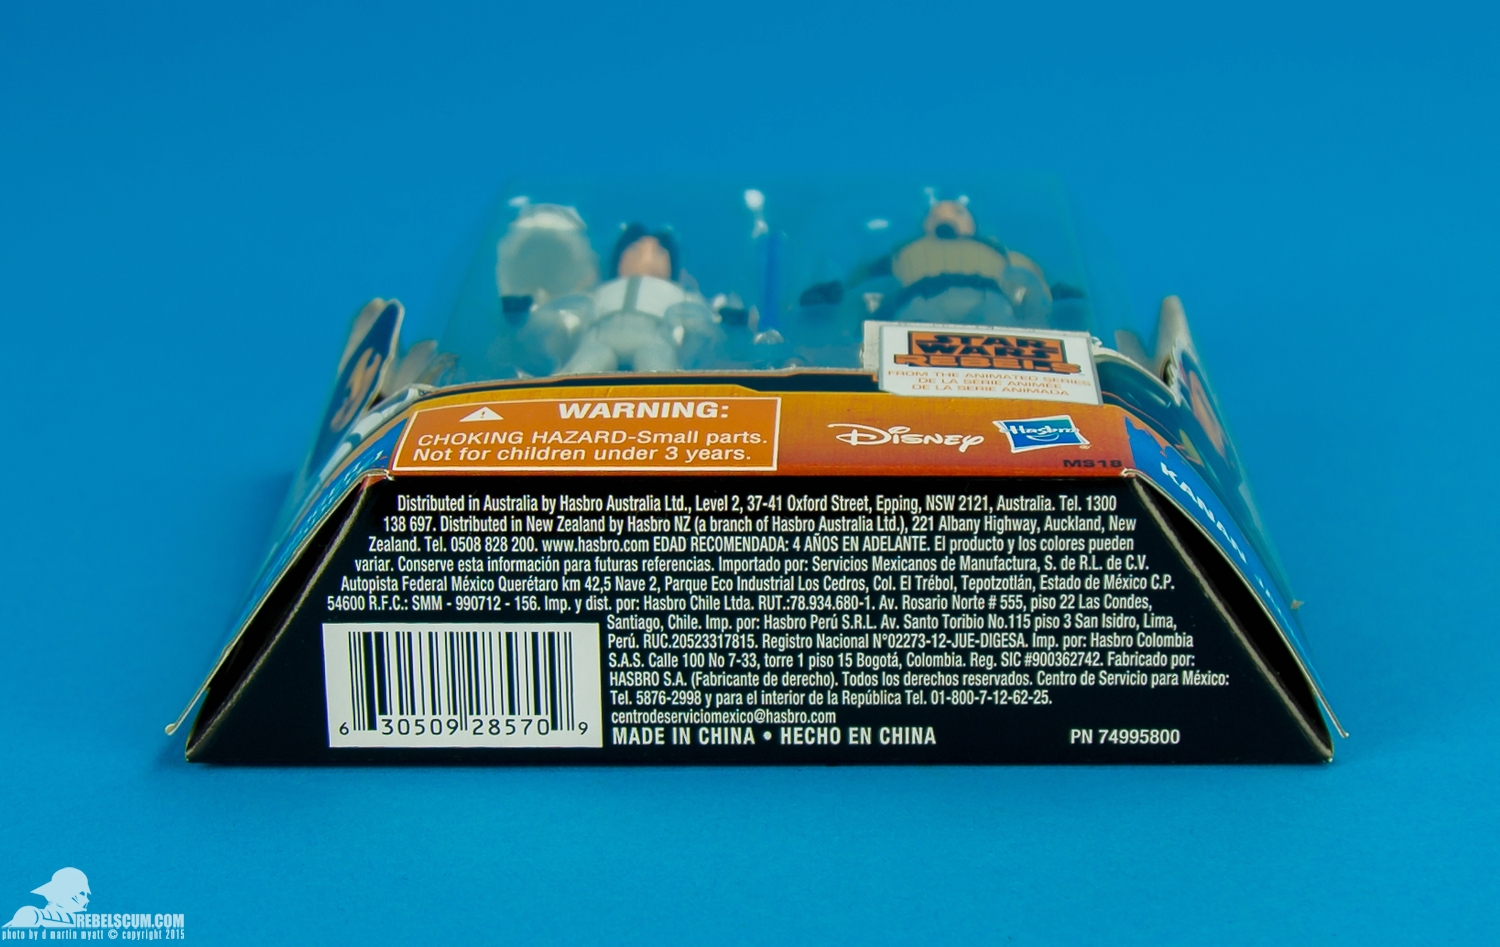 STAR
WARS
REBELS
FROM THE ANIMATED SERIES
DE LA SÉRIE ANIMÉE
DE LA SERIE ANIMADA
WARNING:
CHOKING HAZARD-Small parts.
Not for children under 3 years.
Disney
Hasbro
MS18
KANAN
Distributed in Australia by Hasbro Australia Ltd., Level 2, 37-41 Oxford Street, Epping, NSW 2121, Australia. Tel. 1300
138 697. Distributed in New Zealand by Hasbro NZ (a branch of Hasbro Australia Ltd.), 221 Albany Highway, Auckland, New
Zealand. Tel. 0508 828 200. www.hasbro.com EDAD RECOMENDADA: 4 AÑOS EN ADELANTE. El producto y los colores pueden
variar. Conserve esta información para futuras referencias. Importado por: Servicios Mexicanos de Manufactura, S. de R.L. de C.V.
Autopista Federal México Querétaro km 42,5 Nave 2, Parque Eco Industrial Los Cedros, Col. El Trébol, Tepotzotlán, Estado de México C.P.
54600 R.F.C.: SMM - 990712 - 156. Imp. y dist. por: Hasbro Chile Ltda. RUT.:78.934.680-1. Av. Rosario Norte # 555, piso 22 Las Condes,
Santiago, Chile. Imp. por: Hasbro Perú S.R.L. Av. Santo Toribio No.115 piso 3 San Isidro, Lima,
Perú. RUC.20523317815. Registro Nacional N°02273-12-JUE-DIGESA. Imp. por: Hasbro Colombia
S.A.S. Calle 100 No 7-33, torre 1 piso 15 Bogotá, Colombia. Reg. SIC #900362742. Fabricado por:
HASBRO S.A. (Fabricante de derecho). Todos los derechos reservados. Centro de Servicio para México:
Tel. 5876-2998 y para el interior de la República Tel. 01-800-7-12-62-25.
centrodeserviciomexico@hasbro.com
MADE IN CHINA • HECHO EN CHINA
PN 74995800
6 30509 28570 9
REBELSCUM.COM
photo by d martin myatt © copyright 2015